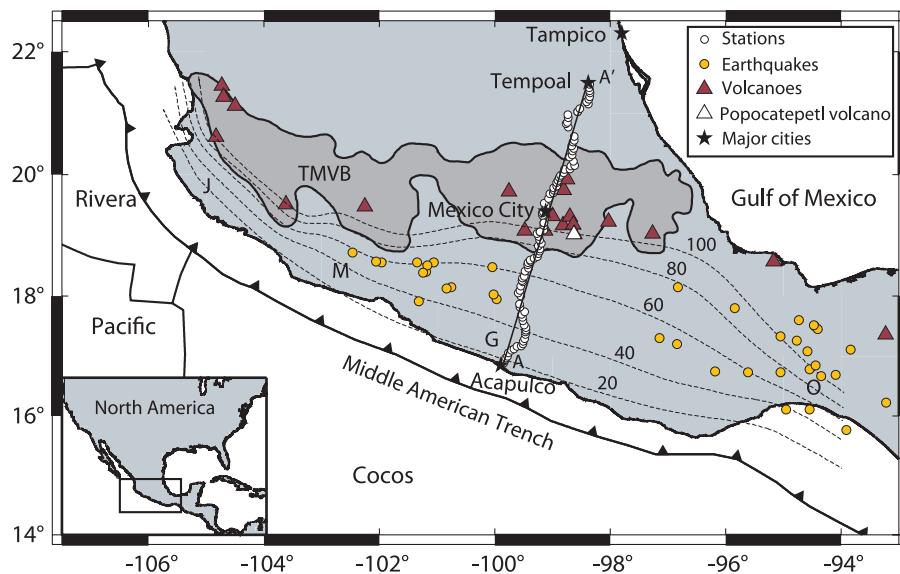 22°
20°
18°
16°
14°
-106°
-104°
-102°
-100°
-98°
-96°
-94°
Tampico
Tempoal
A'
Stations
Earthquakes
Volcanoes
Popocatepetl volcano
Major cities
TMVB
Rivera
J
Mexico City
Gulf of Mexico
100
80
60
40
20
M
G
A
O
Pacific
Acapulco
Middle American Trench
North America
Cocos